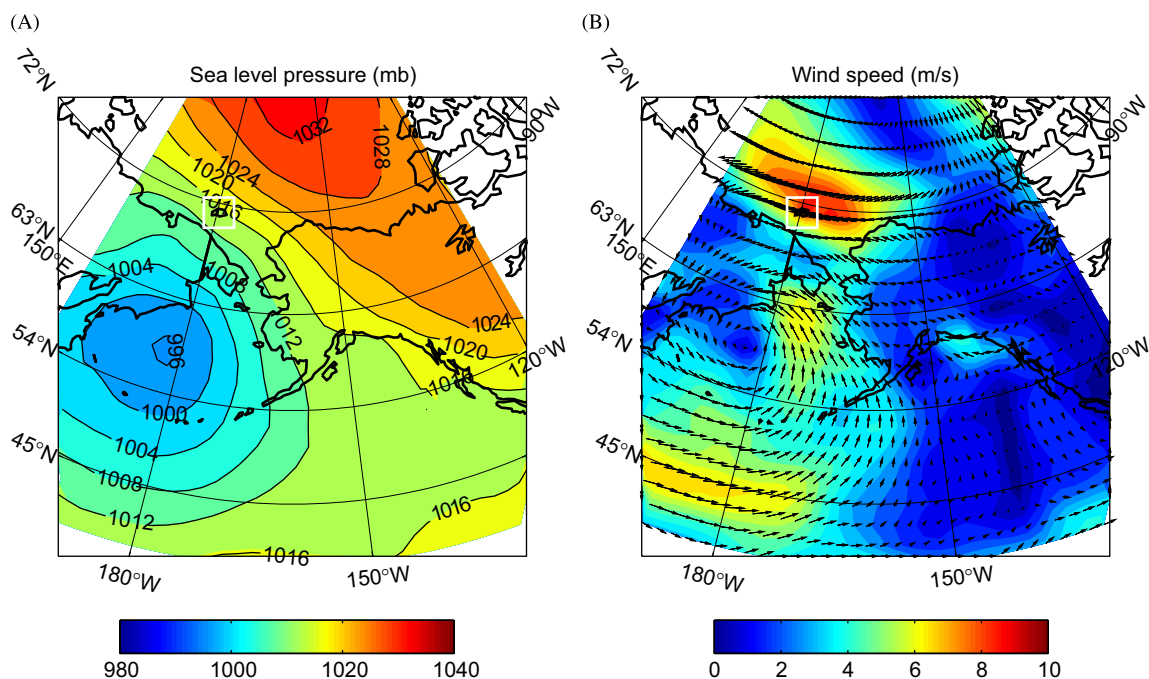 (A)
Sea level pressure (mb)
72°N
90°W
63°N
150°E
54°N
45°N
120°W
180°W
150°W
1032
1028
1024
1020
1016
1004
1008
1012
996
1024
1020
1016
1000
1004
1008
1012
1016
1016
980 1000 1020 1040
(B)
Wind speed (m/s)
72°N
90°W
63°N
150°E
54°N
45°N
120°W
180°W
150°W
0 2 4 6 8 10